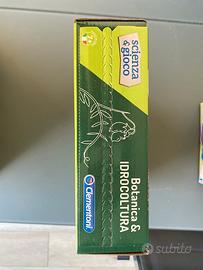 scienza
& gioco
Botanica &
IDROCOLTURA
Clementoni
subito